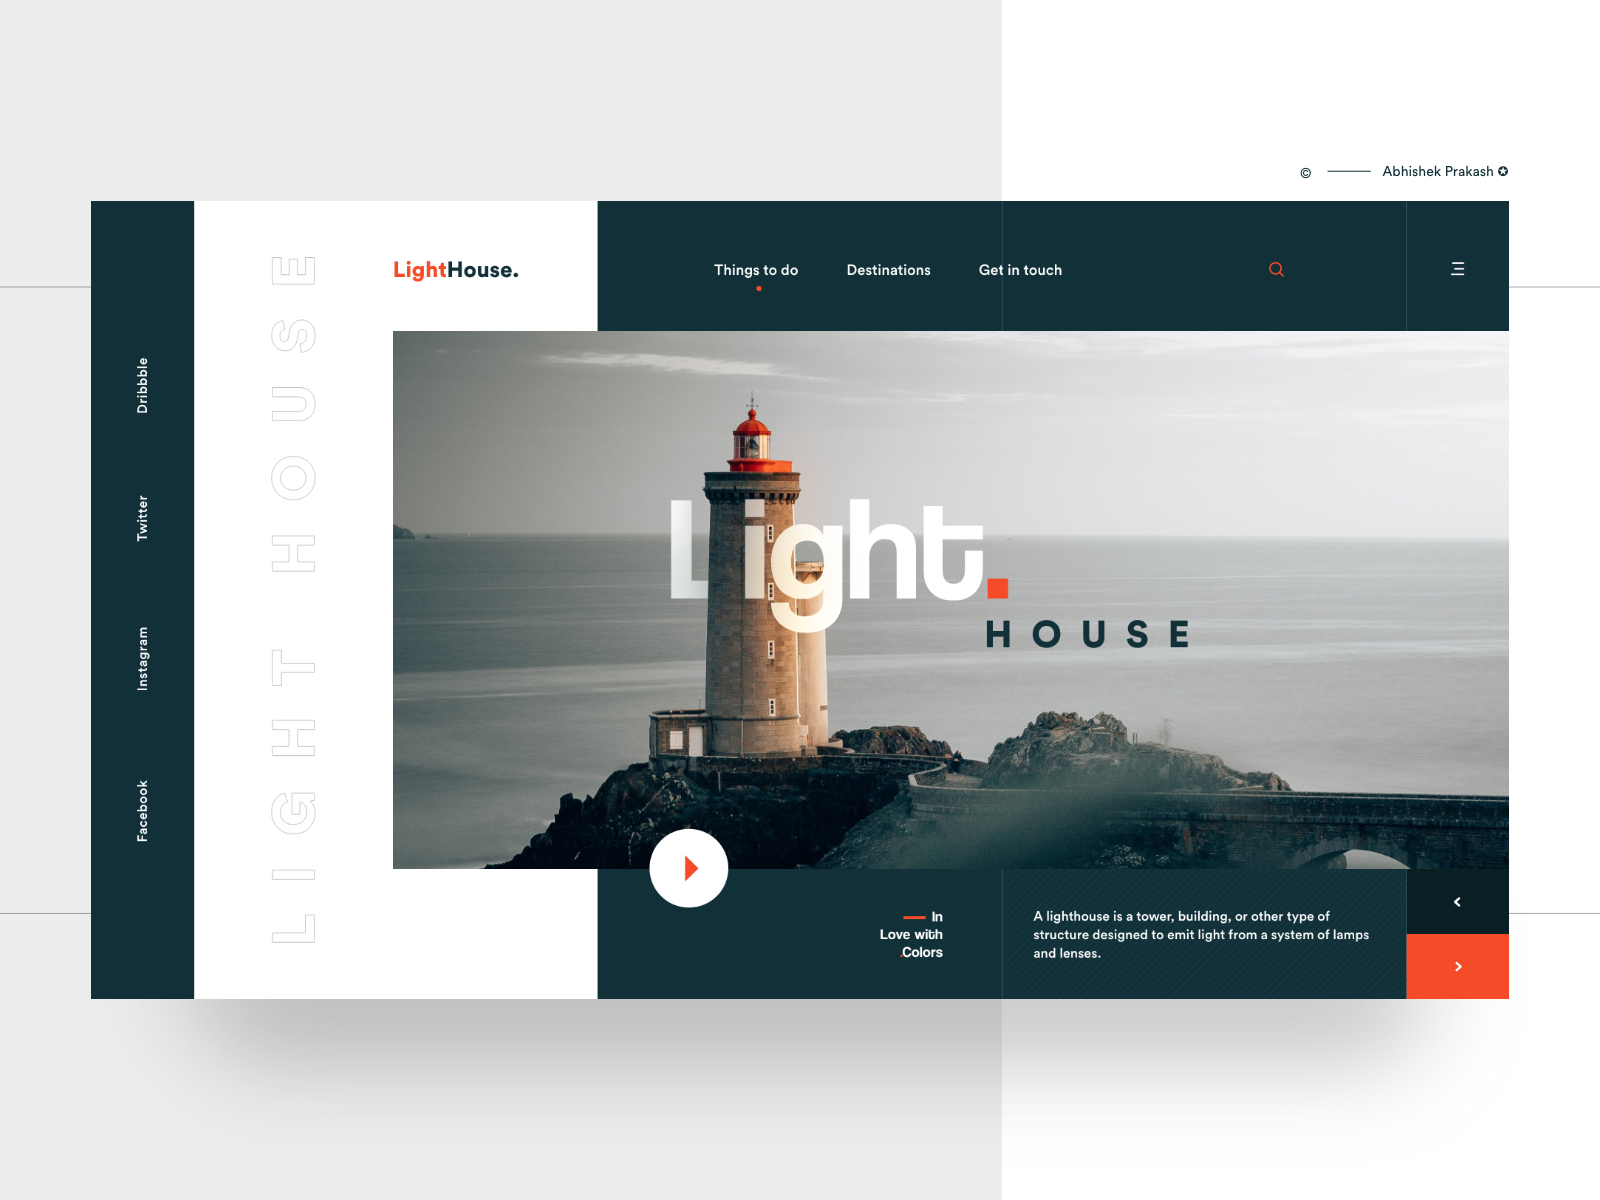 © Abhishek Prakash ✪
LightHouse.
Things to do
Destinations
Get in touch
Dribbble
Twitter
Instagram
Facebook
LIGHT HOUSE
Light.
HOUSE
In
Love with
.Colors
A lighthouse is a tower, building, or other type of
structure designed to emit light from a system of lamps
and lenses.